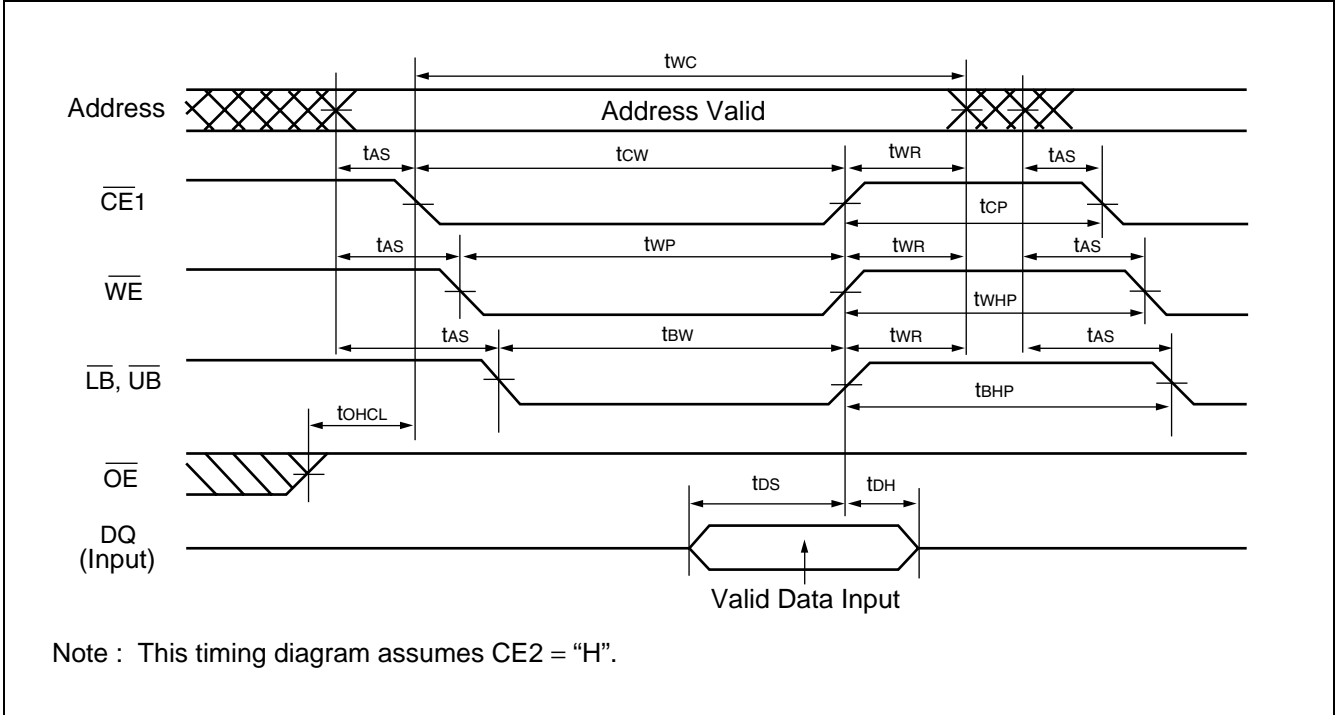 tWC
Address Address Valid
tAS tCW tWR tAS
CE1
tCP
tAS tWP tWR tAS
WE
tWHP
tAS tBW tWR tAS
LB, UB
tBHP
tOHCL
OE
tDS tDH
DQ
(Input)
Valid Data Input
Note : This timing diagram assumes CE2 = “H”.